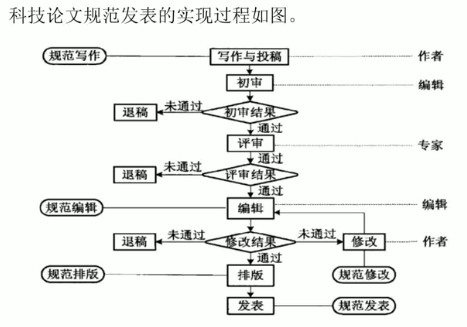 科技论文规范发表的实现过程如图。
规范写作 写作与投稿 作者
初审 编辑
退稿 未通过 初审结果
通过
评审 专家
未通过 通过
退稿 评审结果
通过
规范编辑 编辑 编辑
未通过 未通过
退稿 修改结果 修改 作者
通过
规范排版 排版 规范修改
发表 规范发表